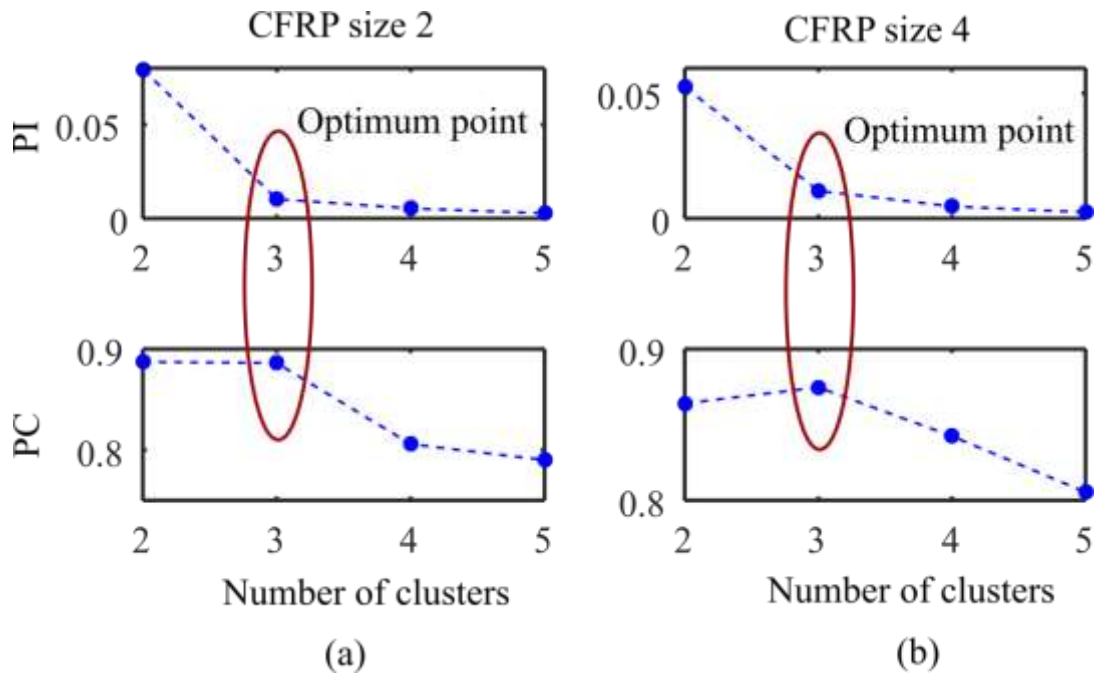 CFRP size 2
PI
0.05
0
Optimum point
2 3 4 5
PC
0.9
0.8
2 3 4 5
Number of clusters
(a)
CFRP size 4
0.05
0
Optimum point
2 3 4 5
0.9
0.8
2 3 4 5
Number of clusters
(b)